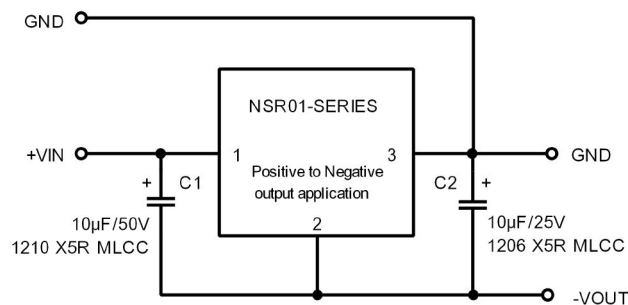 GND
NSR01-SERIES
+VIN
1
3
GND
Positive to Negative
output application
+
C1
C2
+
10µF/50V
1210 X5R MLCC
2
10µF/25V
1206 X5R MLCC
-VOUT